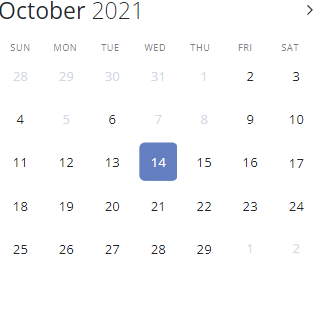 October 2021
SUN MON TUE WED THU FRI SAT
28 29 30 31 1 2 3
4 5 6 7 8 9 10
11 12 13 14 15 16 17
18 19 20 21 22 23 24
25 26 27 28 29 1 2